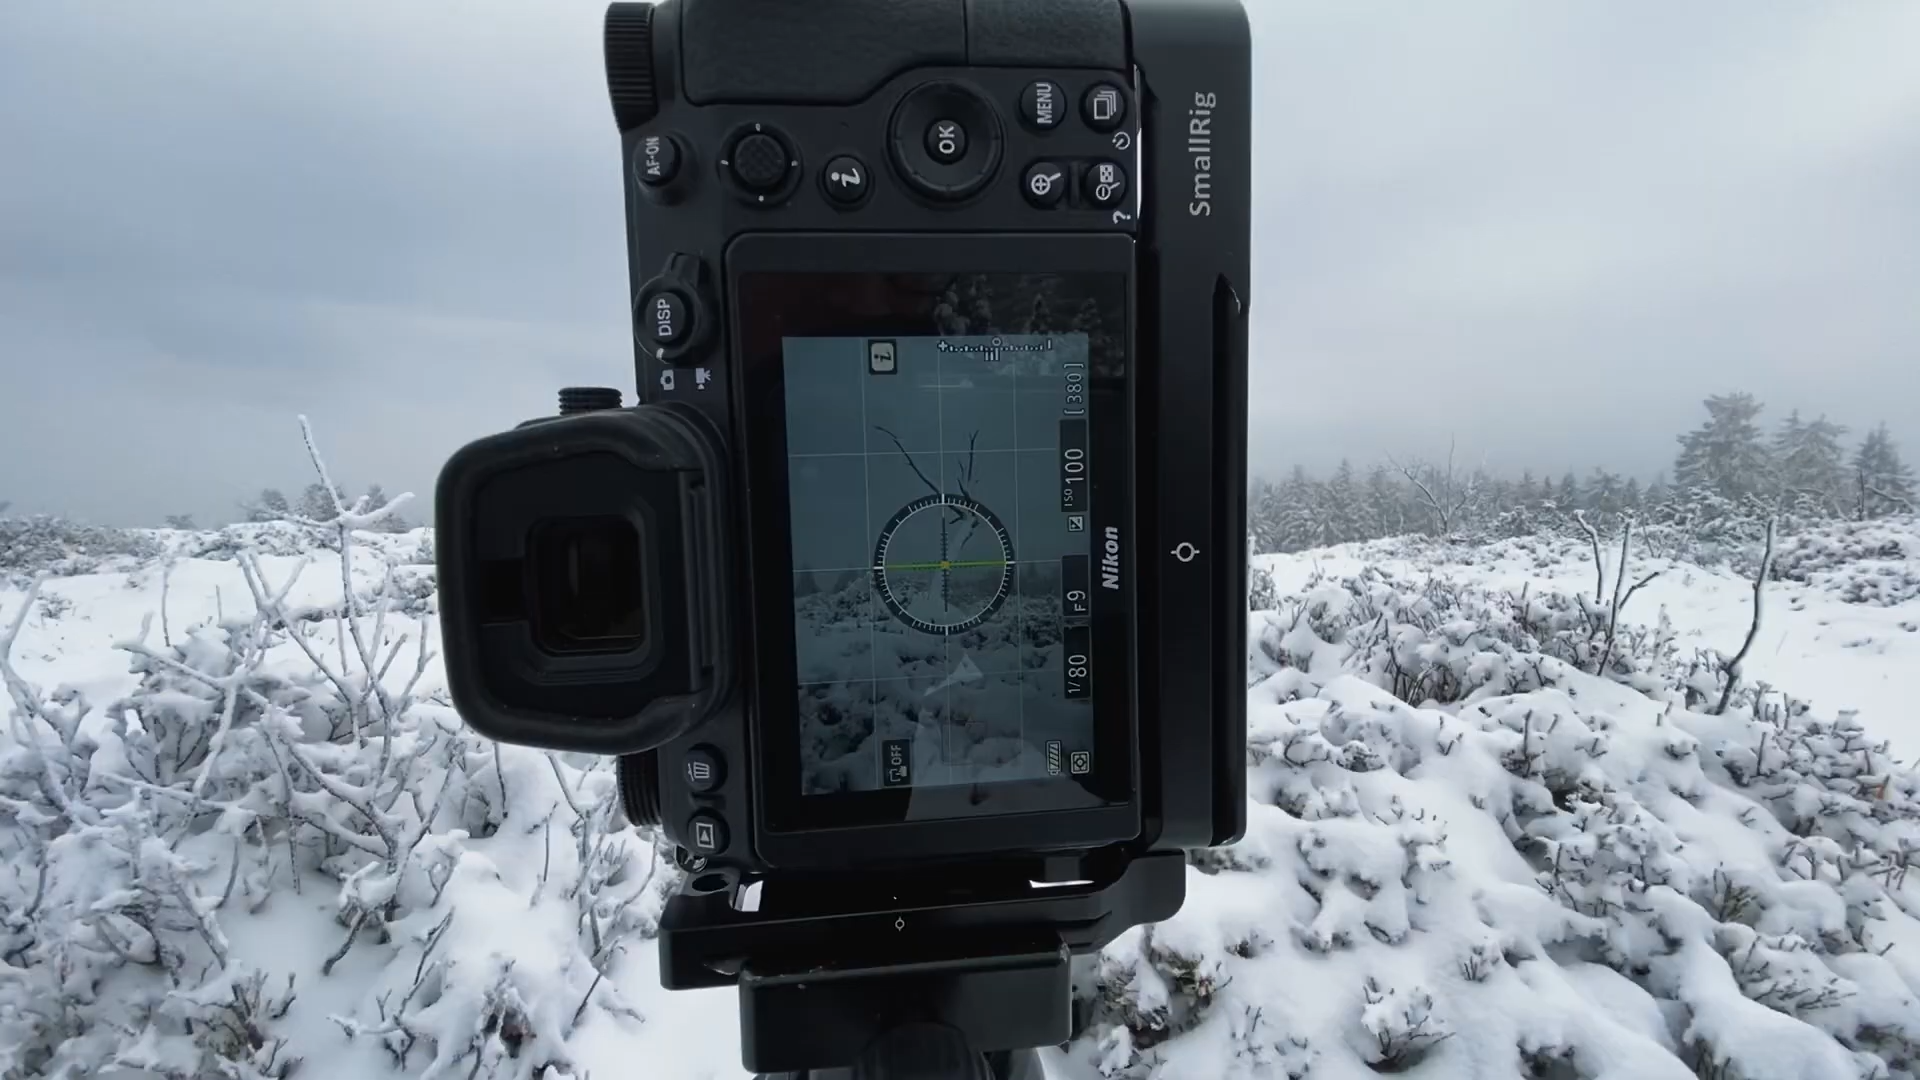 MENU
OK
AF-ON
i
?
SmallRig
DISP
i
[380]
ISO 100
Nikon
F9
1/80
OFF